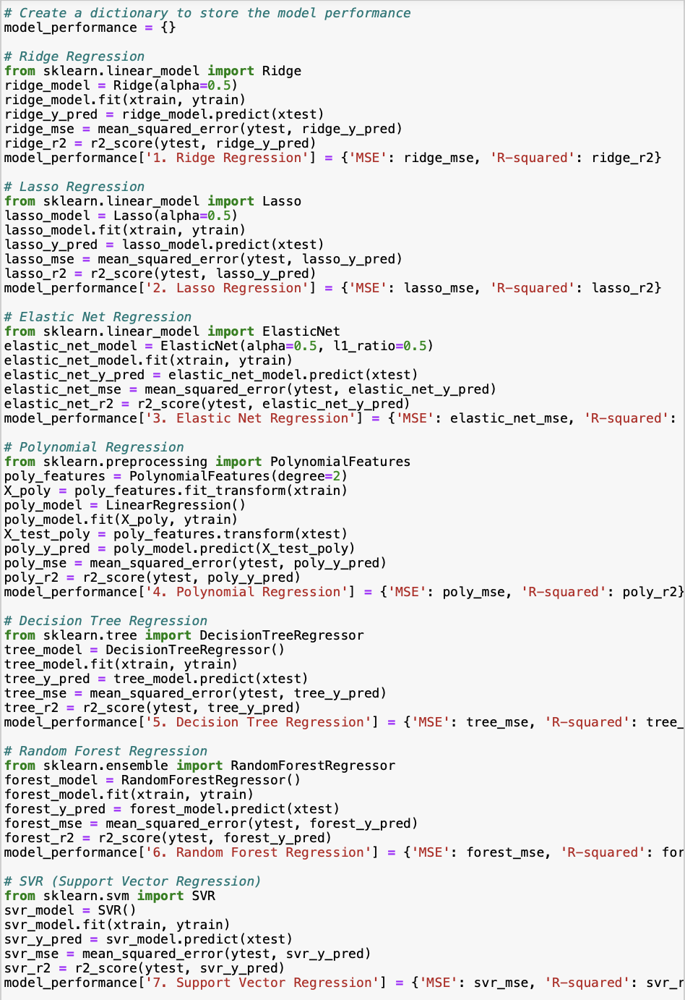 # Create a dictionary to store the model performance
model_performance = {}
# Ridge Regression
from sklearn.linear_model import Ridge
ridge_model = Ridge(alpha=0.5)
ridge_model.fit(xtrain, ytrain)
ridge_y_pred = ridge_model.predict(xtest)
ridge_mse = mean_squared_error(ytest, ridge_y_pred)
ridge_r2 = r2_score(ytest, ridge_y_pred)
model_performance['1. Ridge Regression'] = {'MSE': ridge_mse, 'R-squared': ridge_r2}
# Lasso Regression
from sklearn.linear_model import Lasso
lasso_model = Lasso(alpha=0.5)
lasso_model.fit(xtrain, ytrain)
lasso_y_pred = lasso_model.predict(xtest)
lasso_mse = mean_squared_error(ytest, lasso_y_pred)
lasso_r2 = r2_score(ytest, lasso_y_pred)
model_performance['2. Lasso Regression'] = {'MSE': lasso_mse, 'R-squared': lasso_r2}
# Elastic Net Regression
from sklearn.linear_model import ElasticNet
elastic_net_model = ElasticNet(alpha=0.5, l1_ratio=0.5)
elastic_net_model.fit(xtrain, ytrain)
elastic_net_y_pred = elastic_net_model.predict(xtest)
elastic_net_mse = mean_squared_error(ytest, elastic_net_y_pred)
elastic_net_r2 = r2_score(ytest, elastic_net_y_pred)
model_performance['3. Elastic Net Regression'] = {'MSE': elastic_net_mse, 'R-squared':
# Polynomial Regression
from sklearn.preprocessing import PolynomialFeatures
poly_features = PolynomialFeatures(degree=2)
X_poly = poly_features.fit_transform(xtrain)
poly_model = LinearRegression()
poly_model.fit(X_poly, ytrain)
X_test_poly = poly_features.transform(xtest)
poly_y_pred = poly_model.predict(X_test_poly)
poly_mse = mean_squared_error(ytest, poly_y_pred)
poly_r2 = r2_score(ytest, poly_y_pred)
model_performance['4. Polynomial Regression'] = {'MSE': poly_mse, 'R-squared': poly_r2}
# Decision Tree Regression
from sklearn.tree import DecisionTreeRegressor
tree_model = DecisionTreeRegressor()
tree_model.fit(xtrain, ytrain)
tree_y_pred = tree_model.predict(xtest)
tree_mse = mean_squared_error(ytest, tree_y_pred)
tree_r2 = r2_score(ytest, tree_y_pred)
model_performance['5. Decision Tree Regression'] = {'MSE': tree_mse, 'R-squared': tree_
# Random Forest Regression
from sklearn.ensemble import RandomForestRegressor
forest_model = RandomForestRegressor()
forest_model.fit(xtrain, ytrain)
forest_y_pred = forest_model.predict(xtest)
forest_mse = mean_squared_error(ytest, forest_y_pred)
forest_r2 = r2_score(ytest, forest_y_pred)
model_performance['6. Random Forest Regression'] = {'MSE': forest_mse, 'R-squared': for
# SVR (Support Vector Regression)
from sklearn.svm import SVR
svr_model = SVR()
svr_model.fit(xtrain, ytrain)
svr_y_pred = svr_model.predict(xtest)
svr_mse = mean_squared_error(ytest, svr_y_pred)
svr_r2 = r2_score(ytest, svr_y_pred)
model_performance['7. Support Vector Regression'] = {'MSE': svr_mse, 'R-squared': svr_r